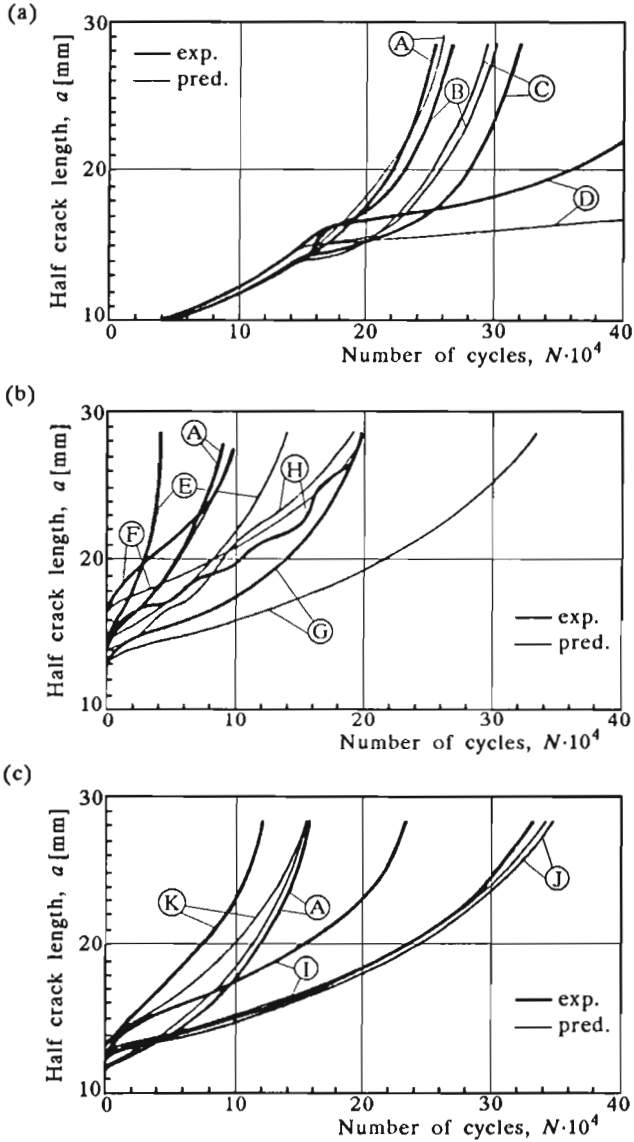 (a)
30
20
10
Half crack length, a [mm]
exp.
pred.
A
B
C
D
0
10
20
30
40
Number of cycles, N·10⁴
(b)
30
20
10
Half crack length, a [mm]
A
E
H
F
G
exp.
pred.
0
10
20
30
40
Number of cycles, N·10⁴
(c)
30
20
10
Half crack length, a [mm]
K
A
J
I
exp.
pred.
0
10
20
30
40
Number of cycles, N·10⁴